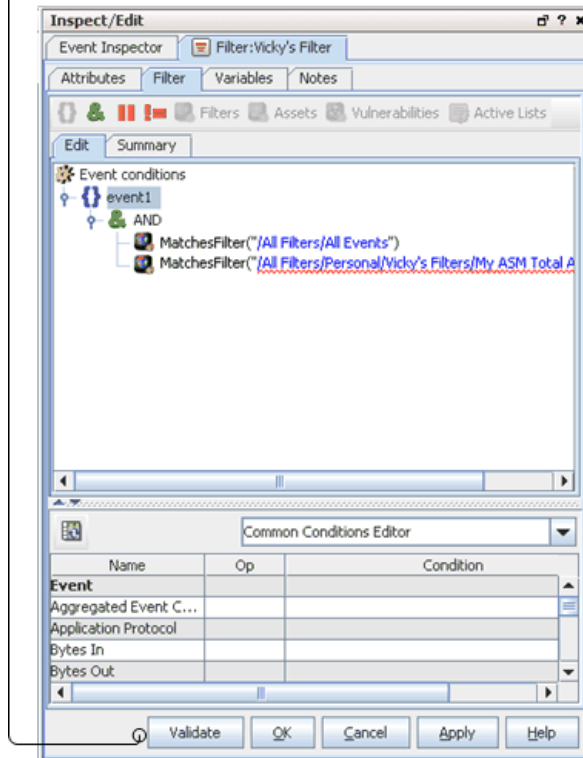 Inspect/Edit
Event Inspector Filter:Vicky's Filter
Attributes Filter Variables Notes
Filters Assets Vulnerabilities Active Lists
Edit Summary
Event conditions
event1
AND
MatchesFilter("/All Filters/All Events")
MatchesFilter("/All Filters/Personal/Vicky's Filters/My ASM Total A
Common Conditions Editor
Name Op Condition
Event
Aggregated Event C...
Application Protocol
Bytes In
Bytes Out
Validate OK Cancel Apply Help